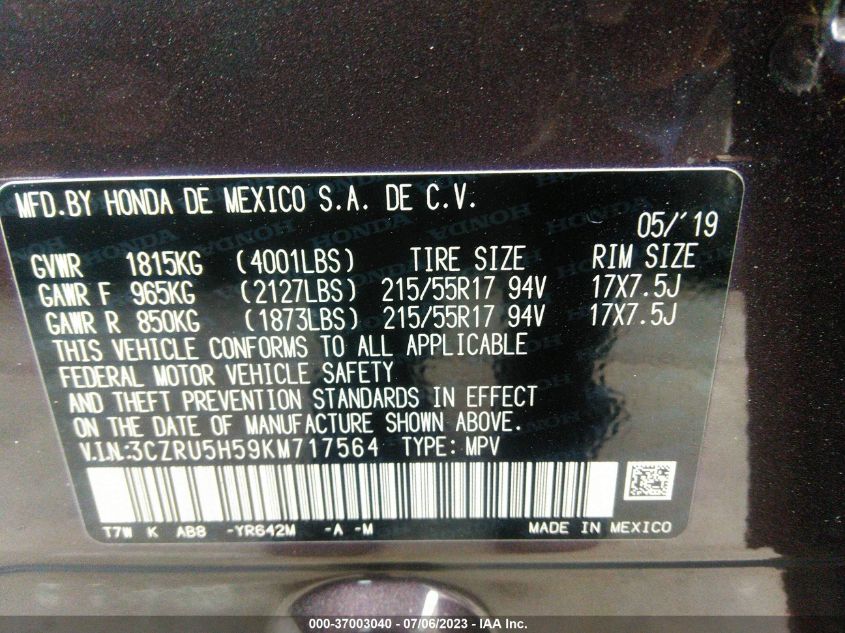 MFD.BY HONDA DE MEXICO S.A. DE C.V.
05/'19
GVWR 1815KG (4001LBS) TIRE SIZE RIM SIZE
GAWR F 965KG (2127LBS) 215/55R17 94V 17X7.5J
GAWR R 850KG (1873LBS) 215/55R17 94V 17X7.5J
THIS VEHICLE CONFORMS TO ALL APPLICABLE
FEDERAL MOTOR VEHICLE SAFETY
AND THEFT PREVENTION STANDARDS IN EFFECT
ON THE DATE OF MANUFACTURE SHOWN ABOVE.
V.I.N:3CZRU5H59KM717564 TYPE: MPV
T7W K AB8 -YR642M -A -M MADE IN MEXICO
000-37003040 - 07/06/2023 - IAA Inc.